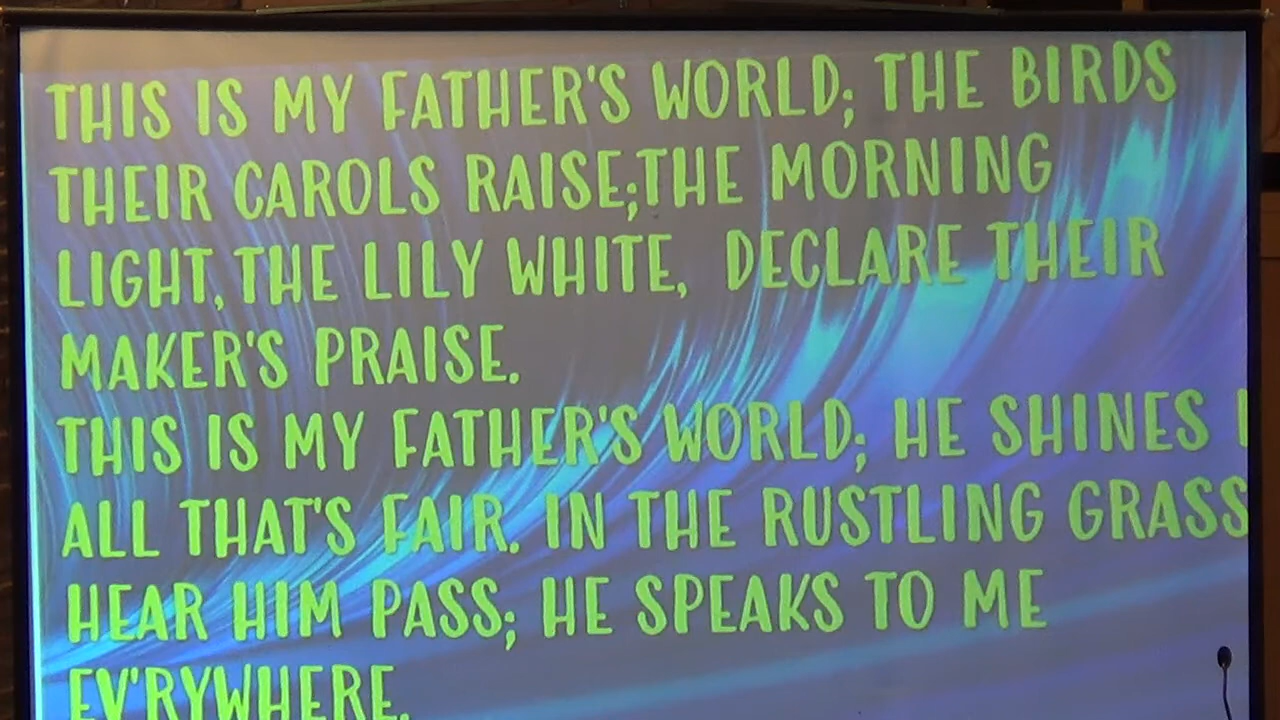 THIS IS MY FATHER'S WORLD; THE BIRDS
THEIR CAROLS RAISE;THE MORNING
LIGHT,THE LILY WHITE, DECLARE THEIR
MAKER'S PRAISE.
THIS IS MY FATHER'S WORLD; HE SHINES
ALL THAT'S FAIR. IN THE RUSTLING GRASS
HEAR HIM PASS; HE SPEAKS TO ME
EV'RYWHERE.